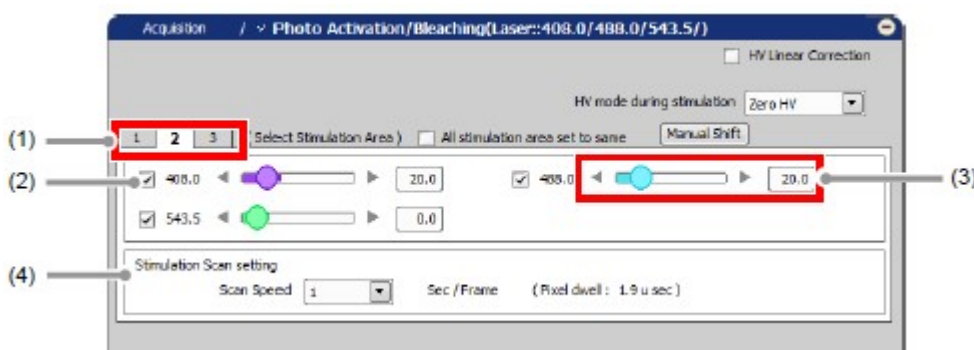 Acquisition / Photo Activation/Bleaching(Laser::408.0/488.0/543.5/)
HV Linear Correction
HV mode during stimulation Zero HV
(1) 1 2 3 (Select Stimulation Area) All stimulation area set to same Manual Shift
(2) 408.0 20.0 488.0 20.0 (3)
543.5 0.0
(4) Stimulation Scan setting
Scan Speed 1 Sec/Frame (Pixel dwell : 1.9 u sec)